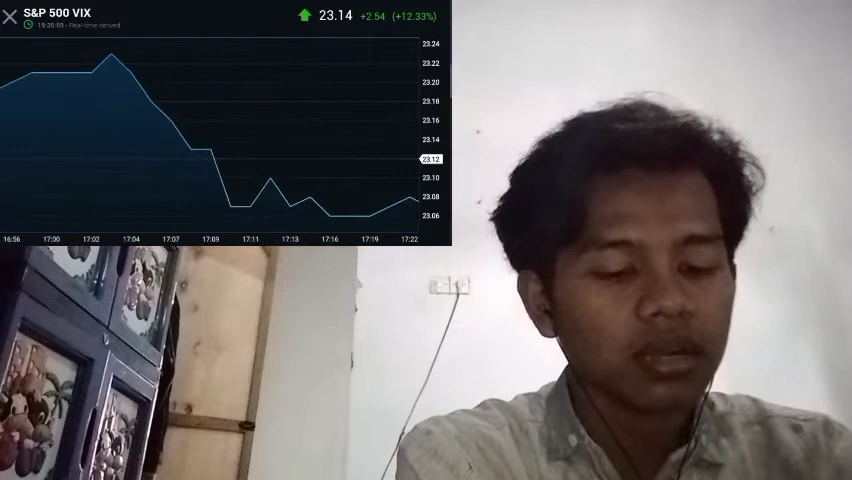 S&P 500 VIX
19:35:59 - Real-time derived
23.14 +2.54 (+12.33%)
23.24
23.22
23.20
23.18
23.16
23.14
23.12
23.10
23.08
23.06
16:56 17:00 17:02 17:04 17:07 17:09 17:11 17:13 17:16 17:19 17:22